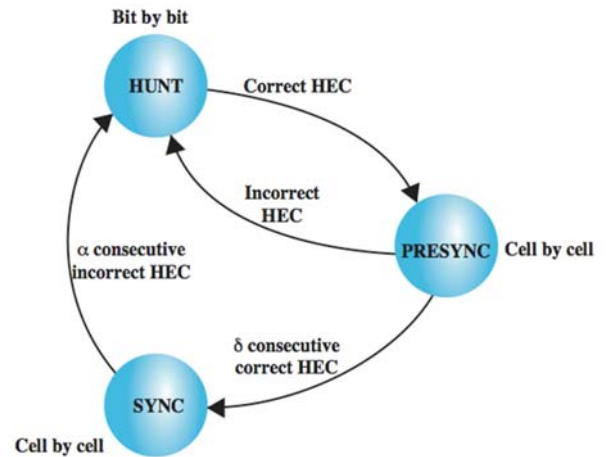 Bit by bit
HUNT
Correct HEC
Incorrect
HEC
PRESYNC
Cell by cell
α consecutive
incorrect HEC
δ consecutive
correct HEC
SYNC
Cell by cell